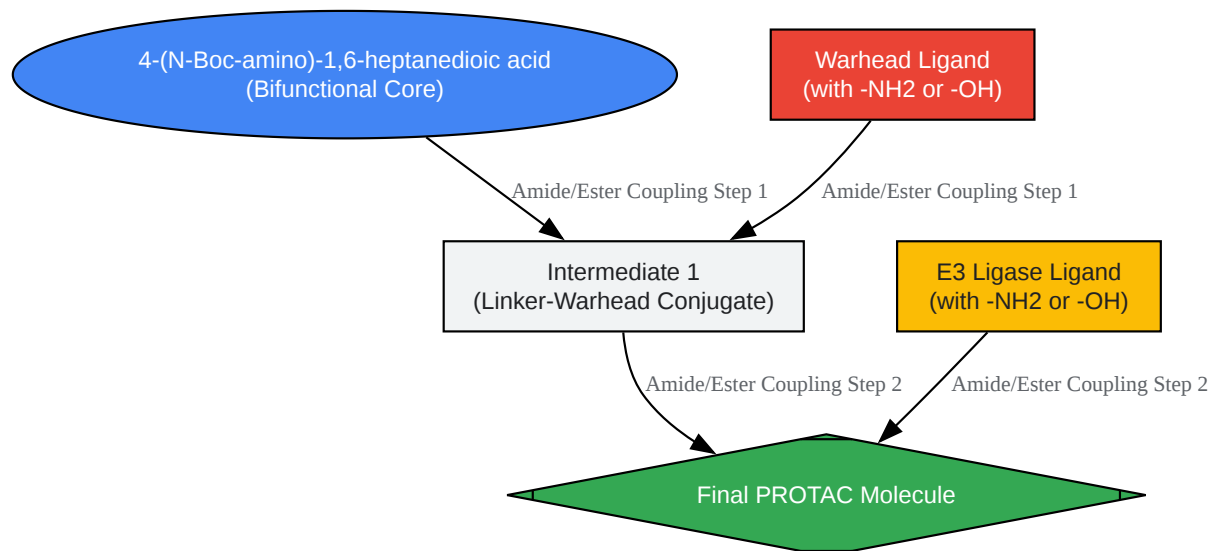 4-(N-Boc-amino)-1,6-heptanedioic acid
(Bifunctional Core)
Warhead Ligand
(with -NH2 or -OH)
Amide/Ester Coupling Step 1
Amide/Ester Coupling Step 1
Intermediate 1
(Linker-Warhead Conjugate)
E3 Ligase Ligand
(with -NH2 or -OH)
Amide/Ester Coupling Step 2
Amide/Ester Coupling Step 2
Final PROTAC Molecule